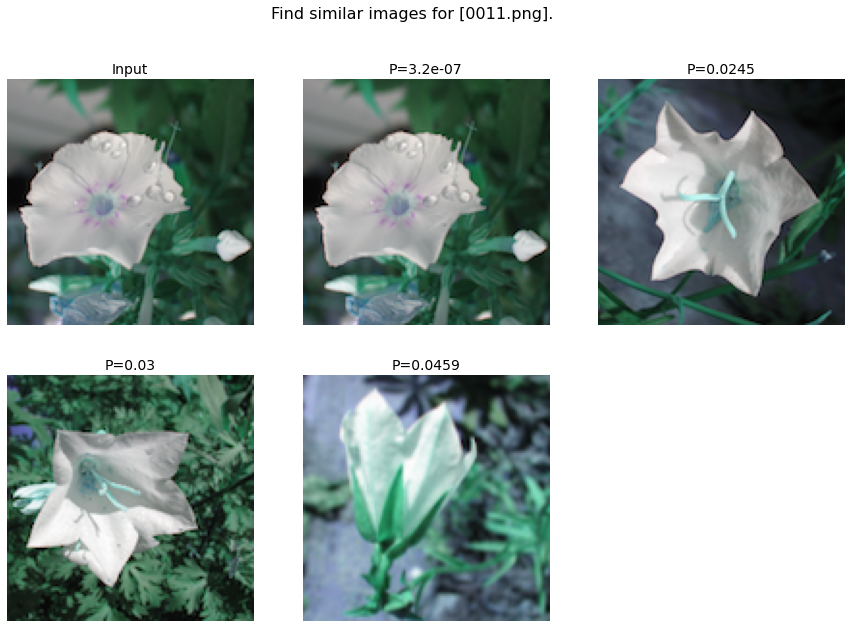 Find similar images for [0011.png].
Input
P=3.2e-07
P=0.0245
P=0.03
P=0.0459